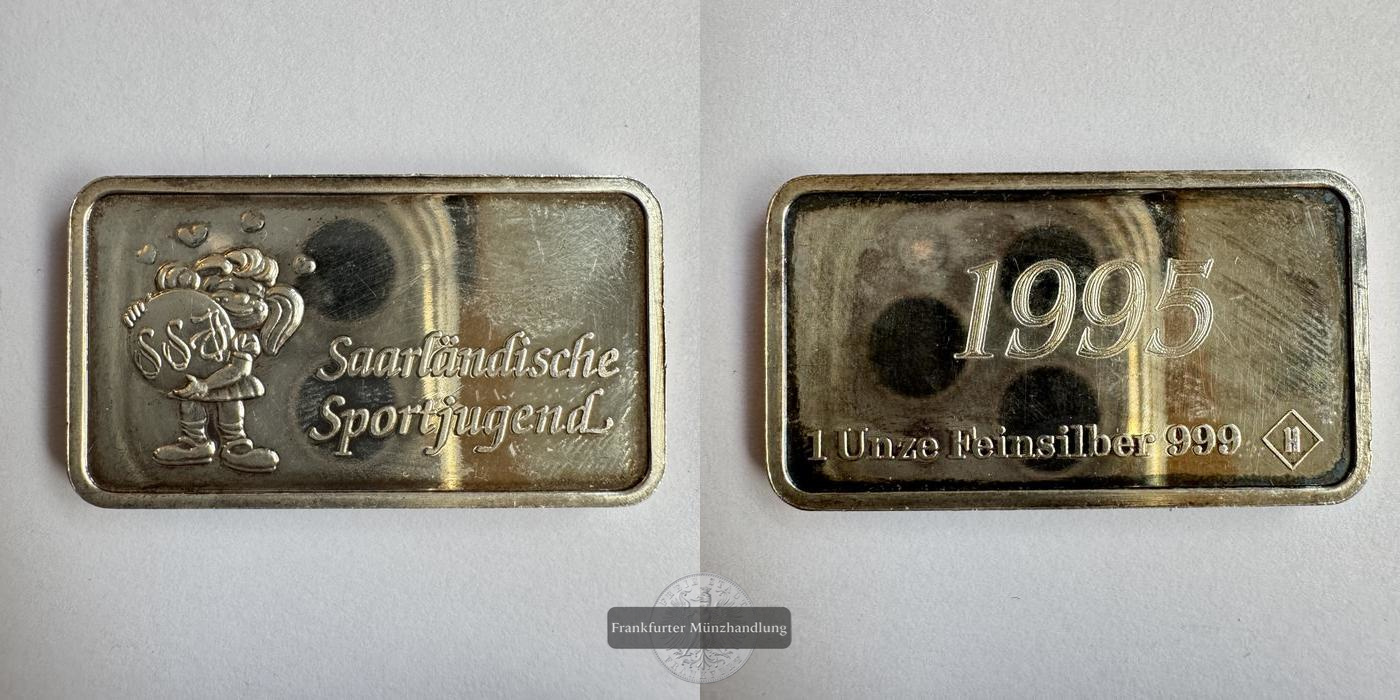 SSJ
Saarländische
Sportjugend
1995
1 Unze Feinsilber 999
H
Frankfurter Münzhandlung